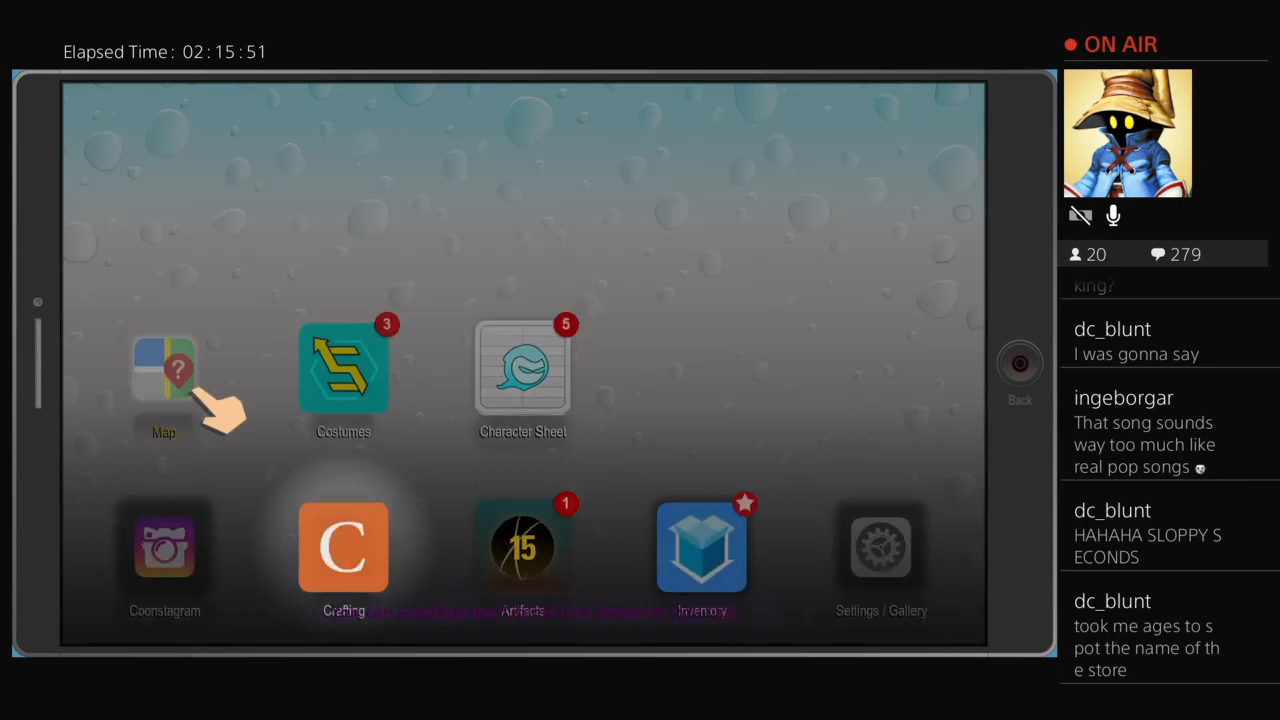 Elapsed Time: 02:15:51
ON AIR
20 279
king?
dc_blunt
I was gonna say
ingeborgar
That song sounds
way too much like
real pop songs
dc_blunt
HAHAHA SLOPPY S
ECONDS
dc_blunt
took me ages to s
pot the name of th
e store
?
3
5
Map
Costumes
Character Sheet
Back
C
15
1
Coonstagram
Crafting
Artifacts
Inventory
Settings / Gallery